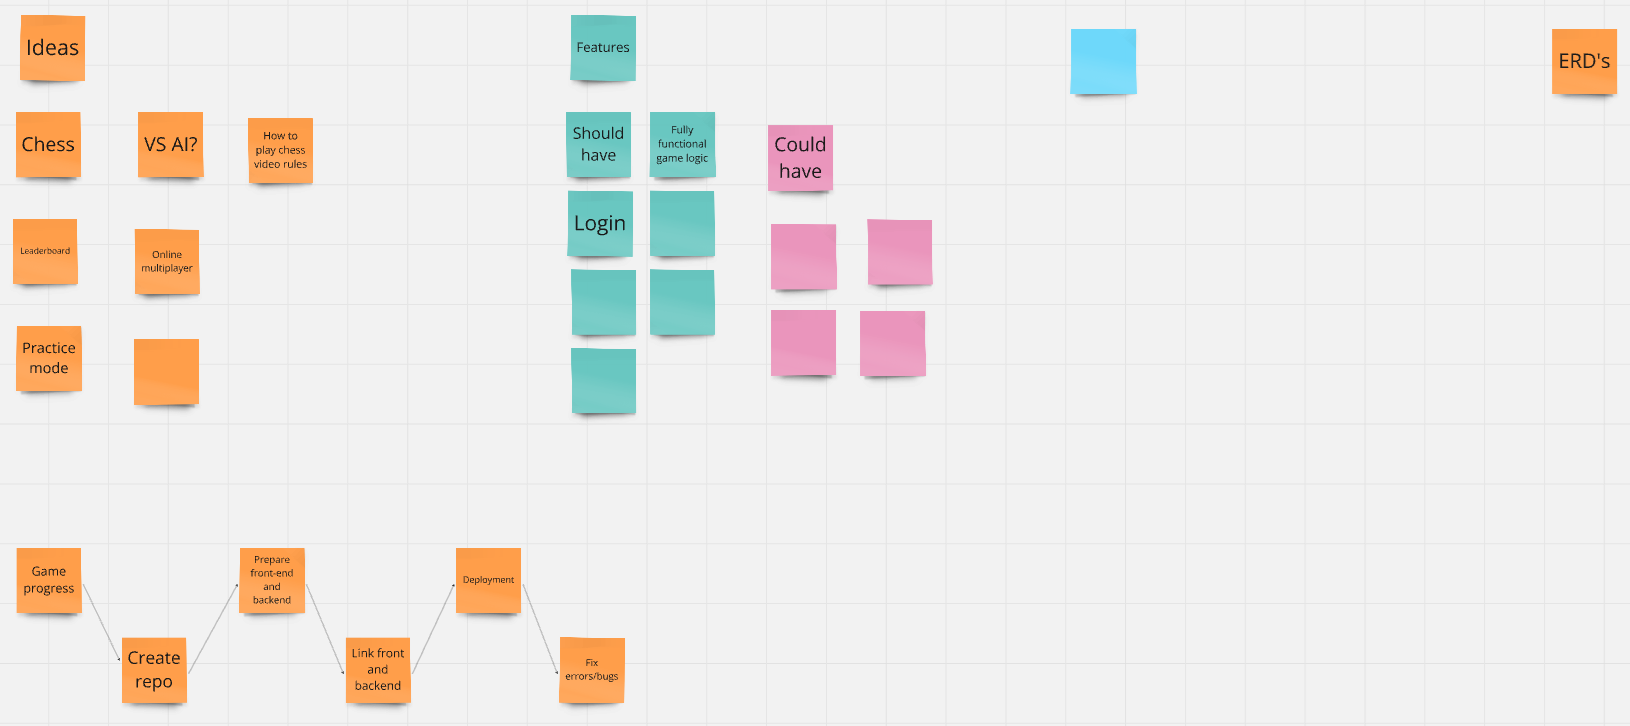 Ideas
Features
ERD's
Chess
VS AI?
How to
play chess
video rules
Should
have
Fully
functional
game logic
Could
have
Leaderboard
Online
multiplayer
Login
Practice
mode
Game
progress
Create
repo
Prepare
front-end
and
backend
Link front
and
backend
Deployment
Fix
errors/bugs